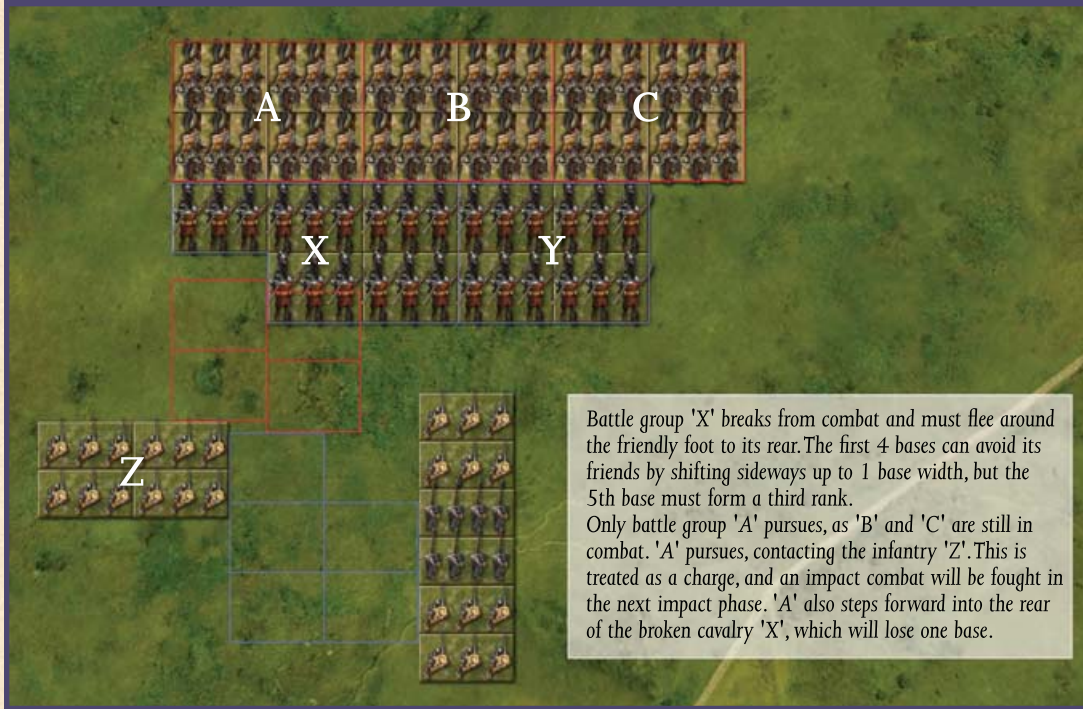 A B C
X Y
Z
Battle group 'X' breaks from combat and must flee around
the friendly foot to its rear. The first 4 bases can avoid its
friends by shifting sideways up to 1 base width, but the
5th base must form a third rank.
Only battle group 'A' pursues, as 'B' and 'C' are still in
combat. 'A' pursues, contacting the infantry 'Z'. This is
treated as a charge, and an impact combat will be fought in
the next impact phase. 'A' also steps forward into the rear
of the broken cavalry 'X', which will lose one base.